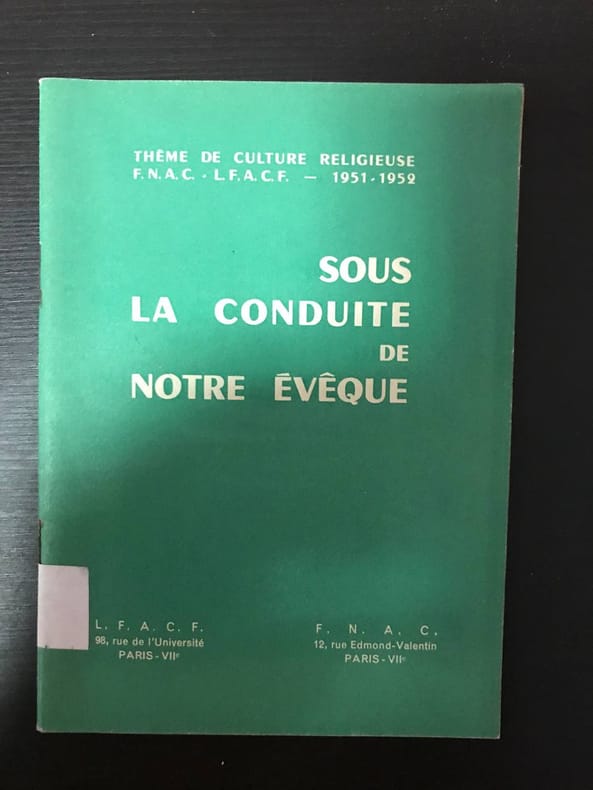 THÈME DE CULTURE RELIGIEUSE
F.N.A.C. - L.F.A.C.F. — 1951-1952
SOUS
LA CONDUITE
DE
NOTRE ÉVÊQUE
L. F. A. C. F.
98, rue de l'Université
PARIS-VIIe
F. N. A. C.
12, rue Edmond-Valentin
PARIS-VIIe